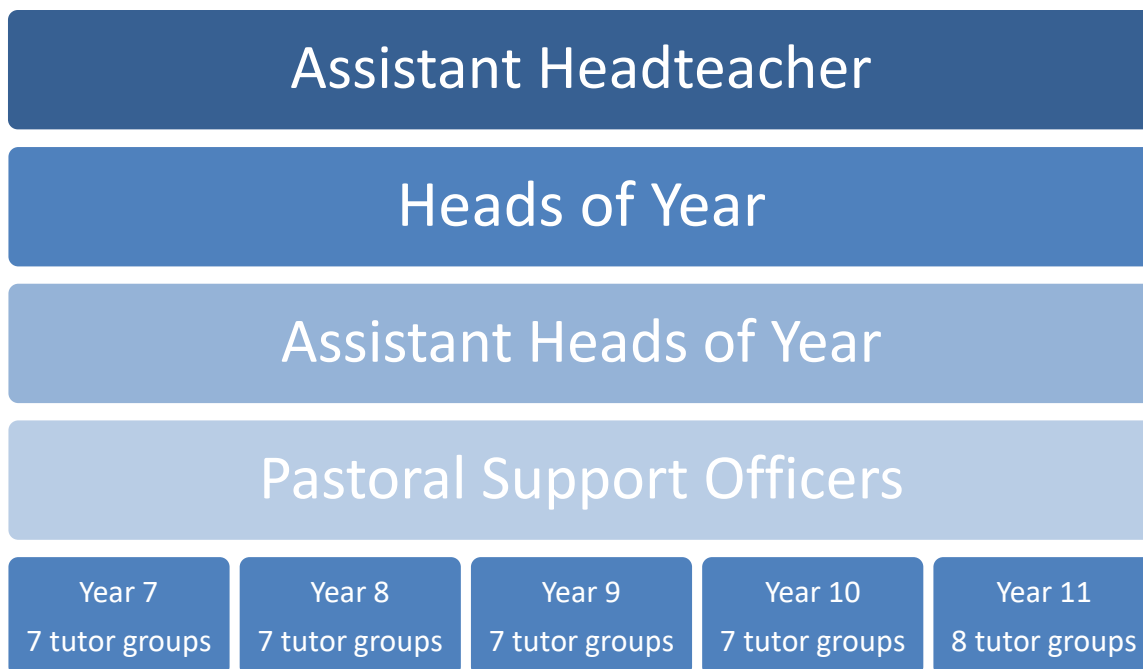 Assistant Headteacher
Heads of Year
Assistant Heads of Year
Pastoral Support Officers
Year 7
7 tutor groups
Year 8
7 tutor groups
Year 9
7 tutor groups
Year 10
7 tutor groups
Year 11
8 tutor groups